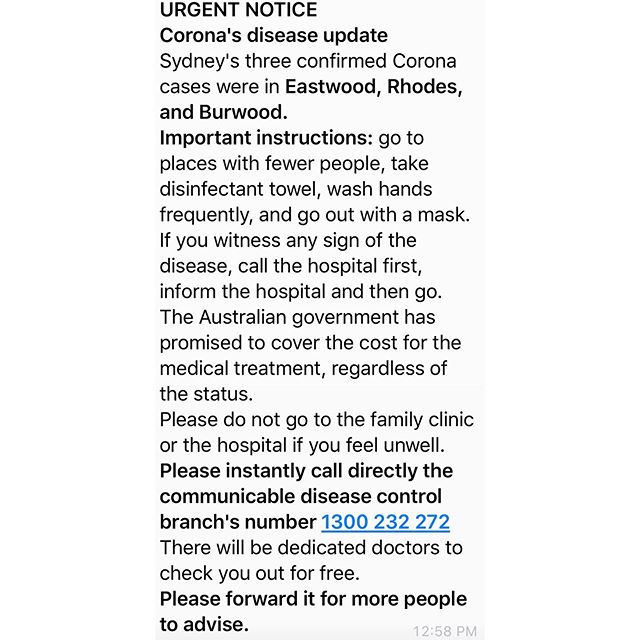 URGENT NOTICE
Corona's disease update
Sydney's three confirmed Corona
cases were in Eastwood, Rhodes,
and Burwood.
Important instructions: go to
places with fewer people, take
disinfectant towel, wash hands
frequently, and go out with a mask.
If you witness any sign of the
disease, call the hospital first,
inform the hospital and then go.
The Australian government has
promised to cover the cost for the
medical treatment, regardless of
the status.
Please do not go to the family clinic
or the hospital if you feel unwell.
Please instantly call directly the
communicable disease control
branch's number 1300 232 272
There will be dedicated doctors to
check you out for free.
Please forward it for more people
to advise.
12:58 PM